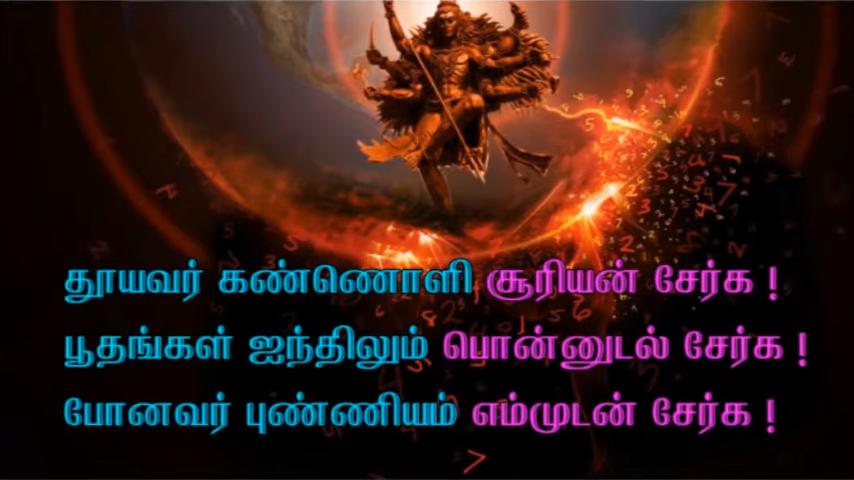 தூயவர் கண்ணொளி சூரியன் சேர்க !
பூதங்கள் ஐந்திலும் பொன்னுடல் சேர்க !
போனவர் புண்ணியம் எம்முடன் சேர்க !